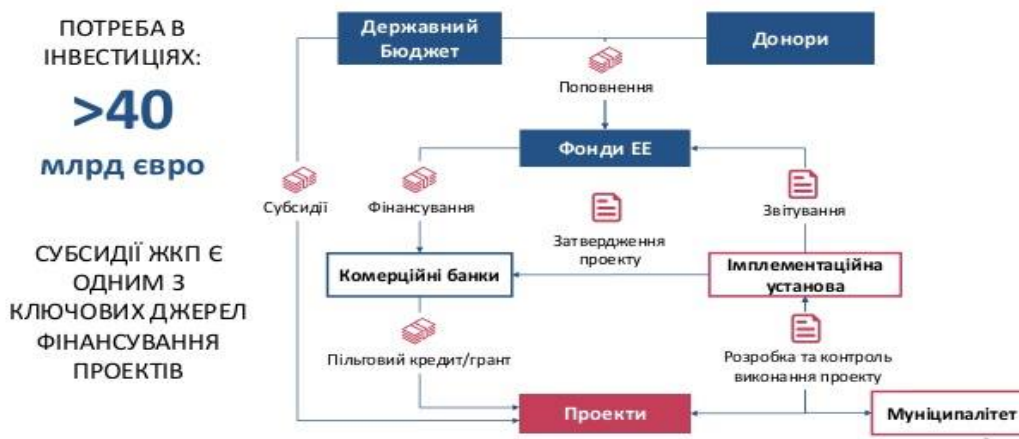 ПОТРЕБА В
ІНВЕСТИЦІЯХ:
>40
млрд євро
СУБСИДІЇ ЖКП Є
ОДНИМ З
КЛЮЧОВИХ ДЖЕРЕЛ
ФІНАНСУВАННЯ
ПРОЕКТІВ
Державний
Бюджет
Донори
Поповнення
Фонди ЕЕ
Субсидії
Фінансування
Затвердження
проекту
Звітування
Комерційні банки
Імплементаційна
установа
Пільговий кредит/грант
Розробка та контроль
виконання проекту
Проекти
Муніципалітет